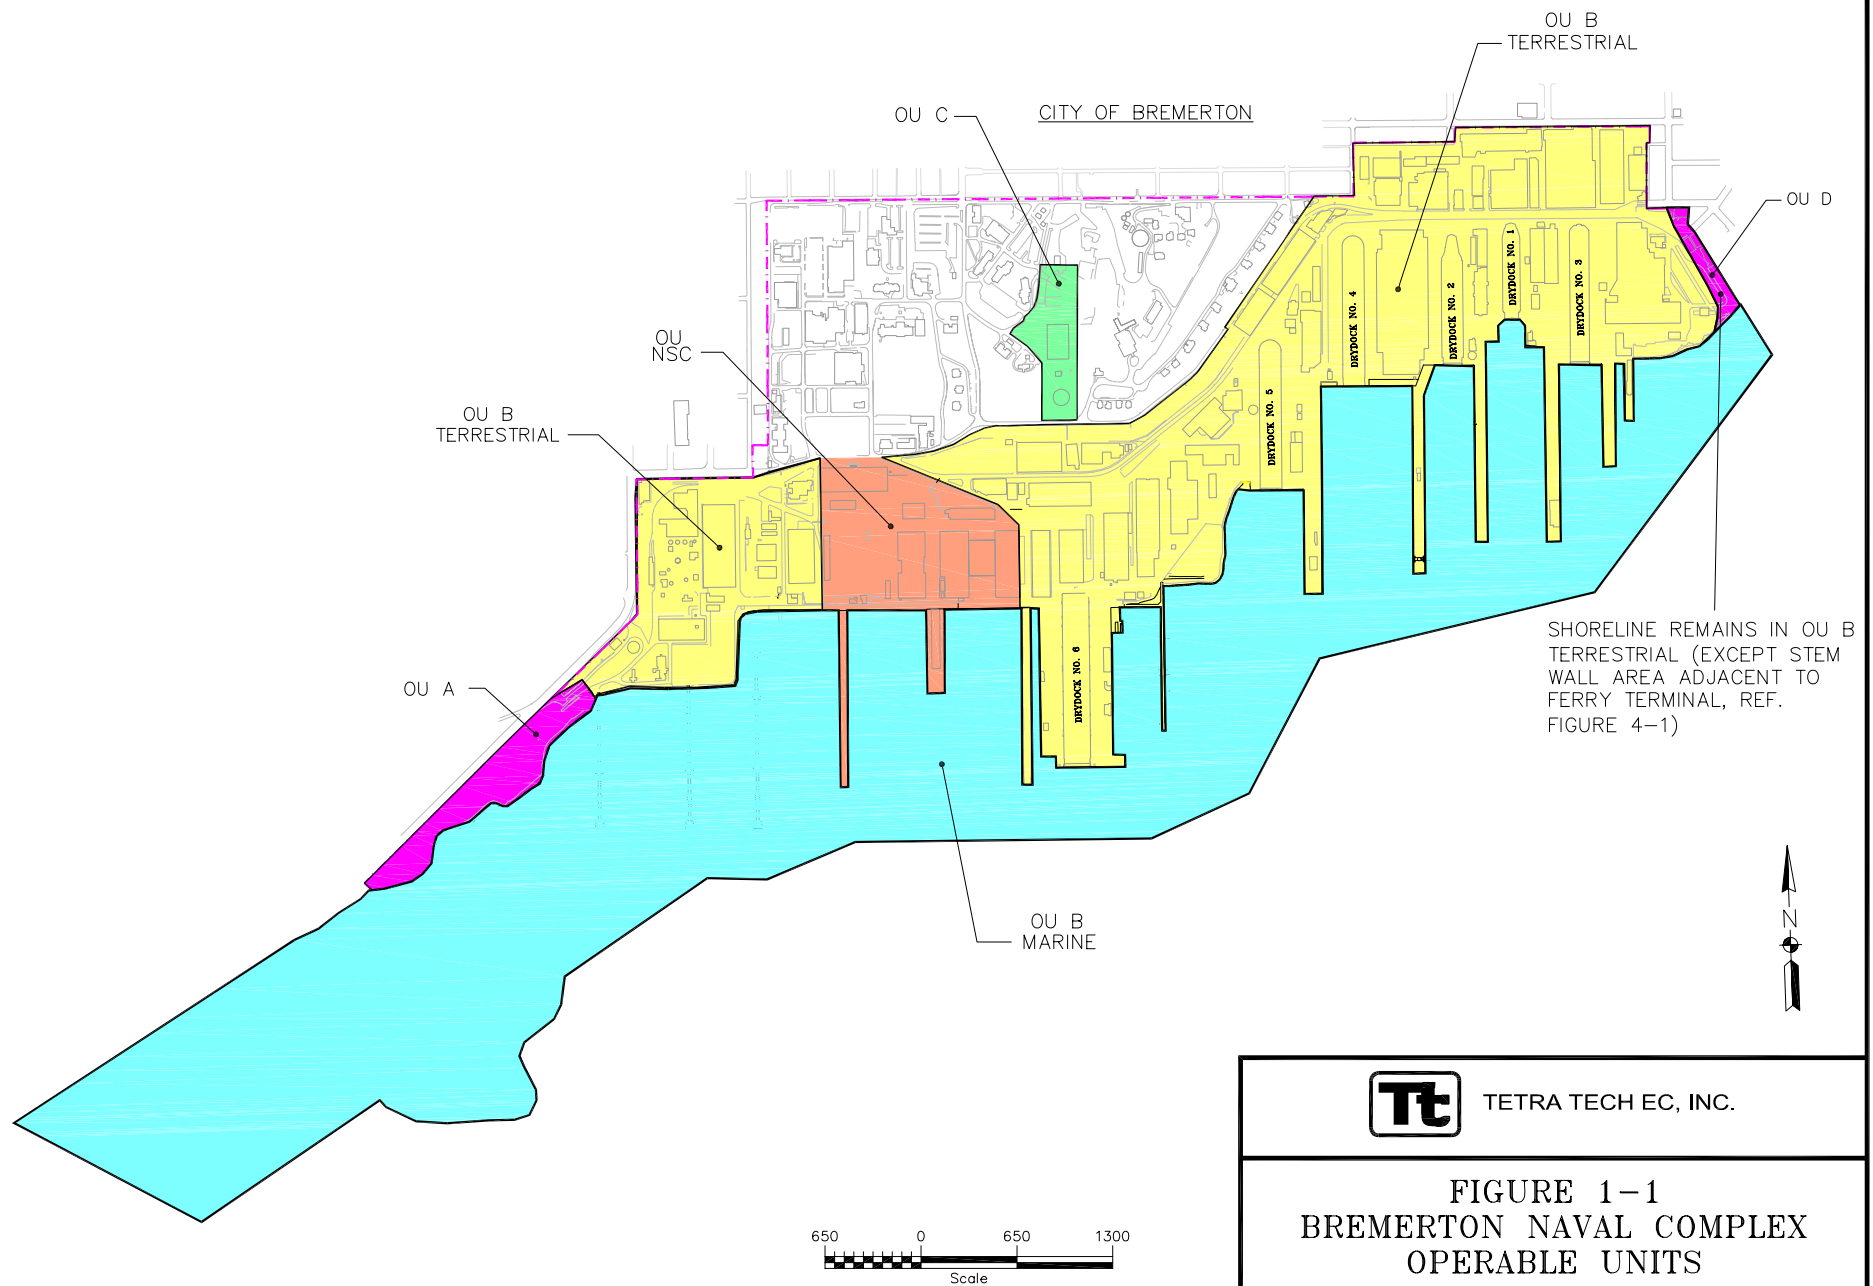 OU B
TERRESTRIAL
OU C
CITY OF BREMERTON
OU D
DRYDOCK NO. 1
DRYDOCK NO. 3
DRYDOCK NO. 2
DRYDOCK NO. 4
OU
NSC
DRYDOCK NO. 5
OU B
TERRESTRIAL
SHORELINE REMAINS IN OU B
TERRESTRIAL (EXCEPT STEM
WALL AREA ADJACENT TO
FERRY TERMINAL, REF.
FIGURE 4-1)
OU A
DRYDOCK NO. 6
OU B
MARINE
N
Tt
TETRA TECH EC, INC.
FIGURE 1-1
BREMERTON NAVAL COMPLEX
OPERABLE UNITS
650 0 650 1300
Scale